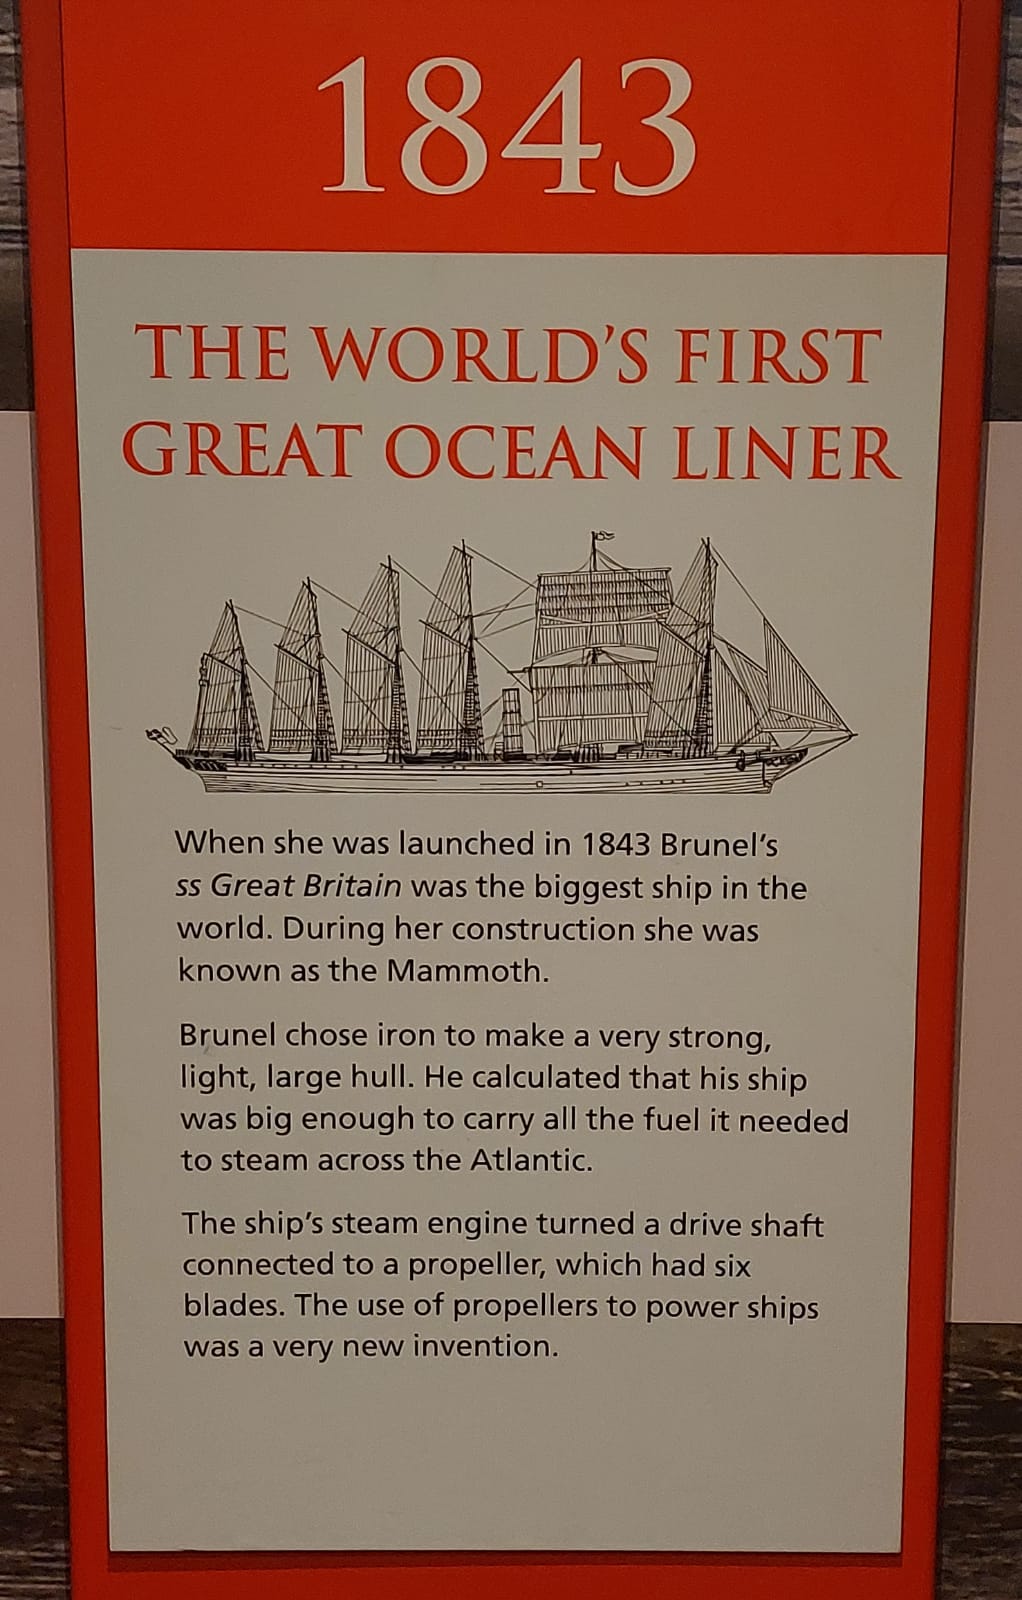 1843
THE WORLD'S FIRST
GREAT OCEAN LINER
When she was launched in 1843 Brunel's
ss Great Britain was the biggest ship in the
world. During her construction she was
known as the Mammoth.
Brunel chose iron to make a very strong,
light, large hull. He calculated that his ship
was big enough to carry all the fuel it needed
to steam across the Atlantic.
The ship's steam engine turned a drive shaft
connected to a propeller, which had six
blades. The use of propellers to power ships
was a very new invention.